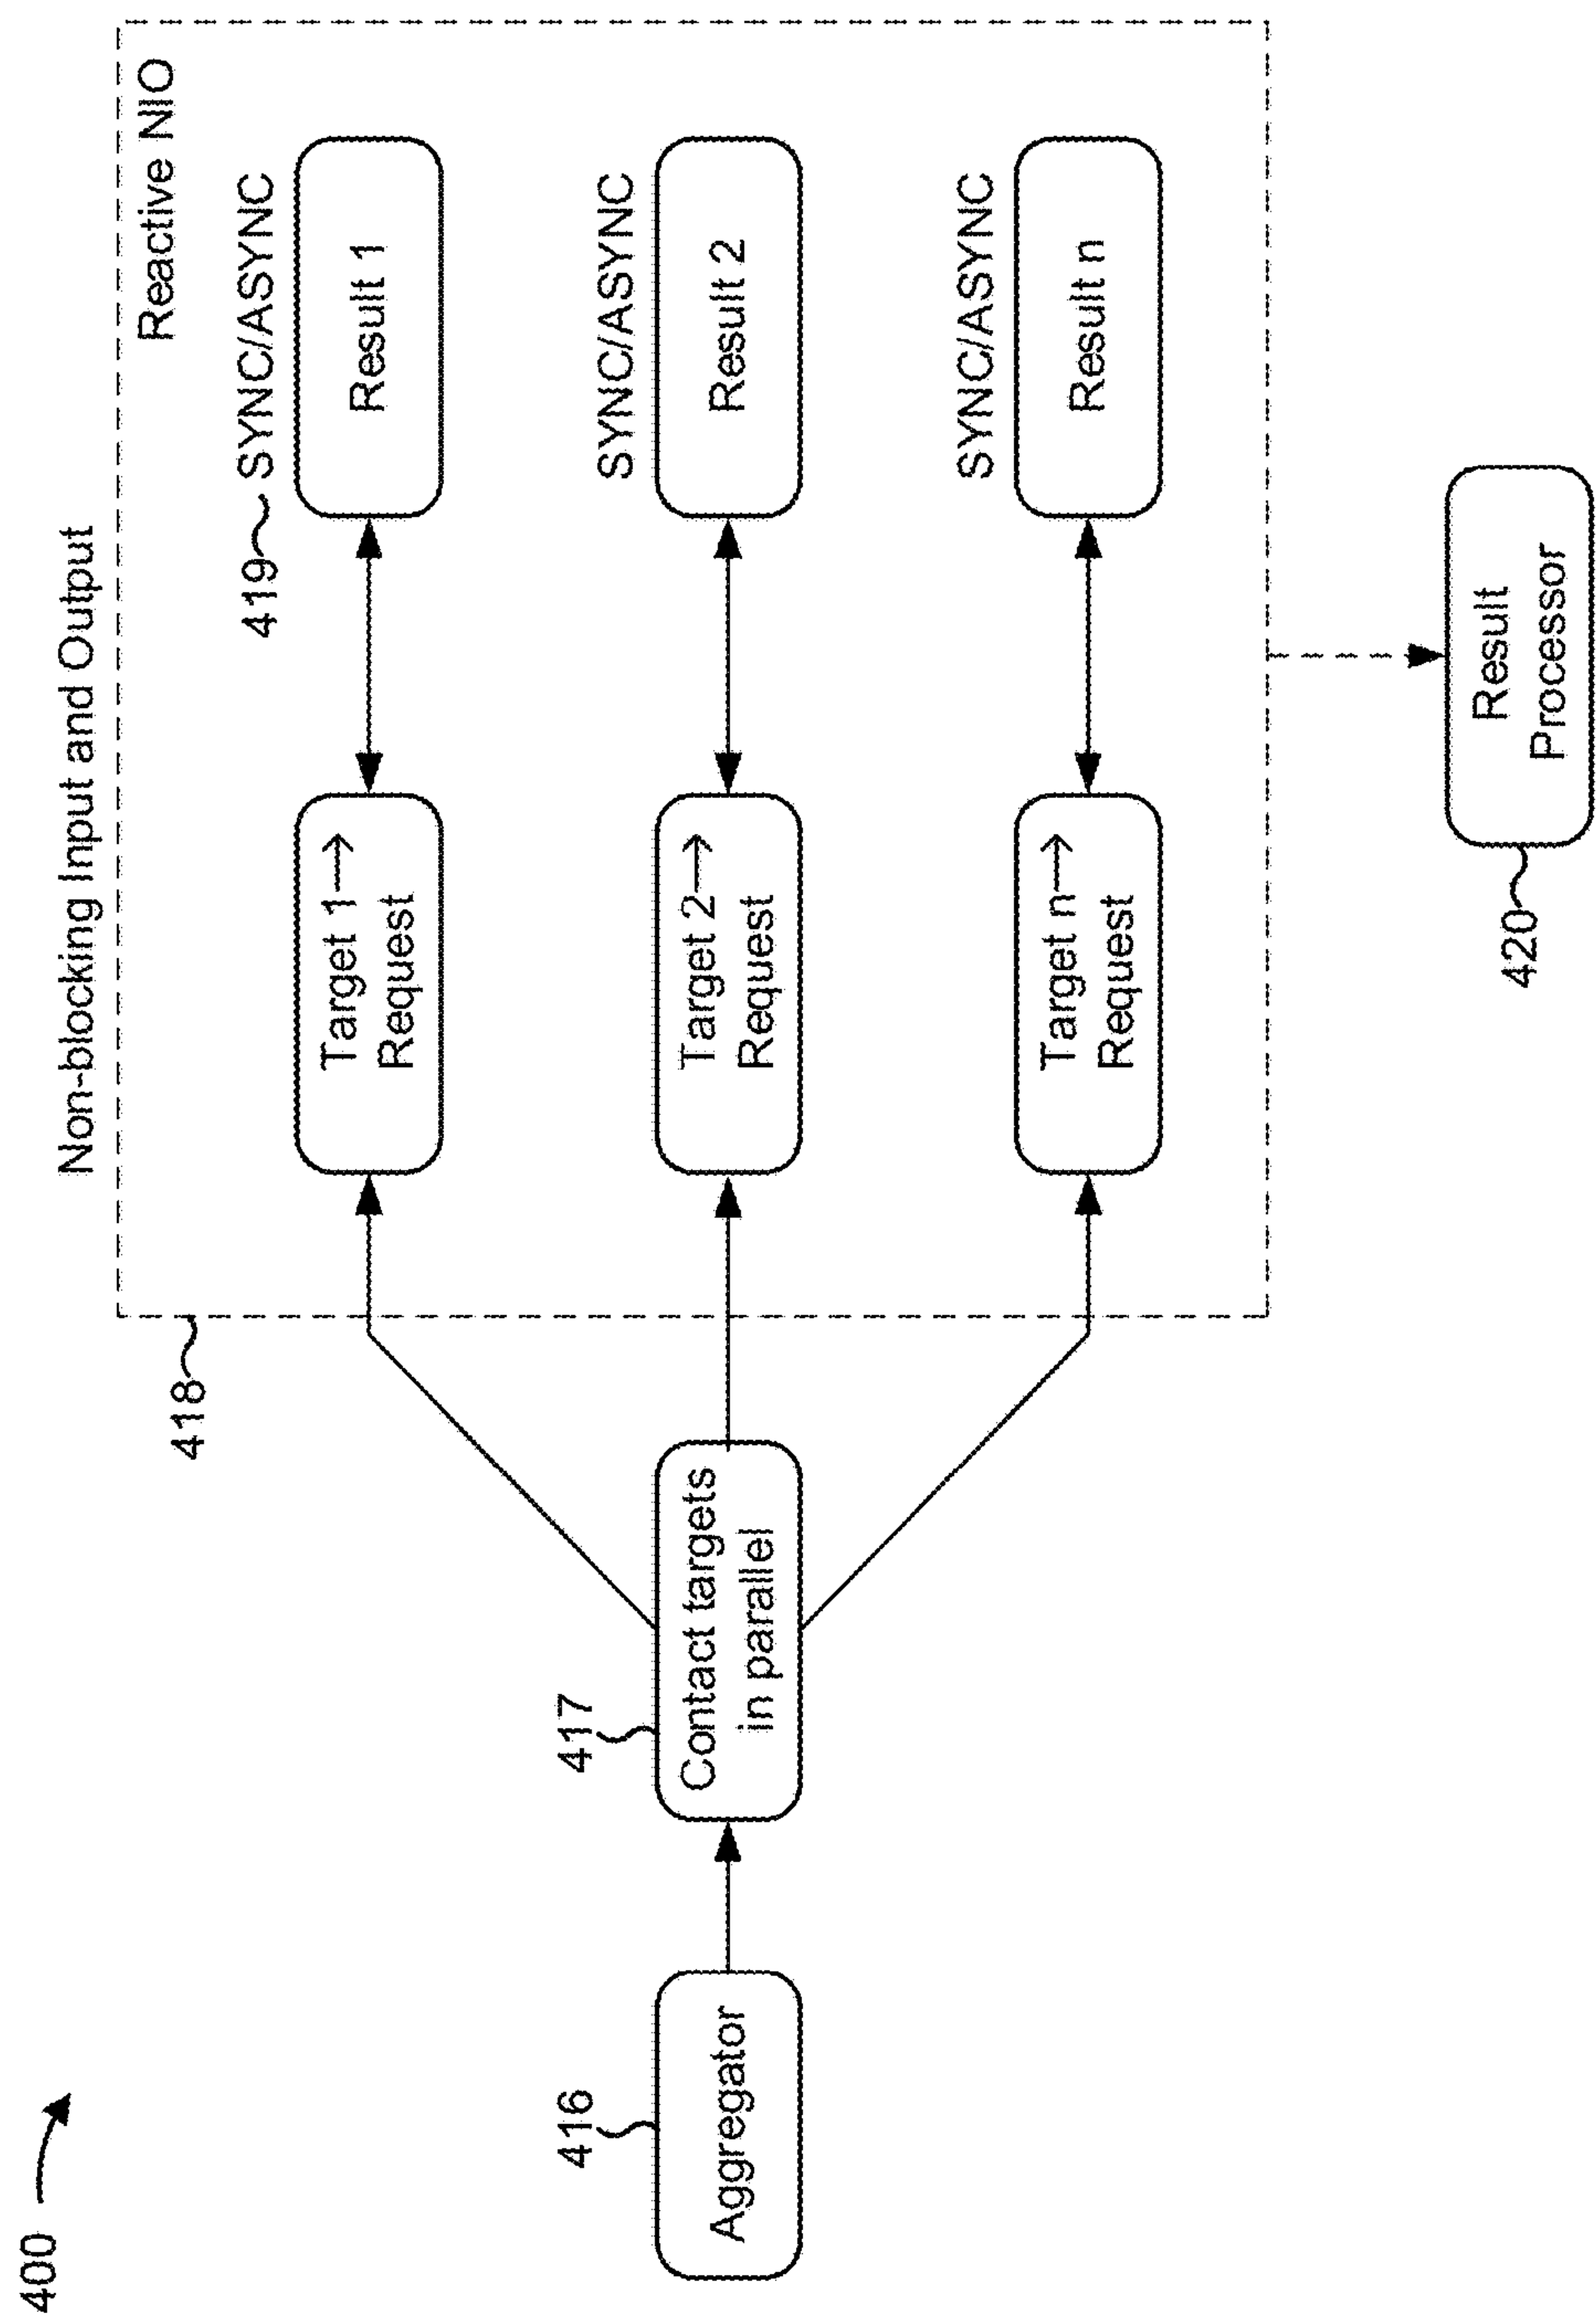 400
Non-blocking Input and Output
418
Reactive NIO
419
SYNC/ASYNC
Target 1→
Request
Result 1
SYNC/ASYNC
416
417
Aggregator
Contact targets
in parallel
Target 2→
Request
Result 2
SYNC/ASYNC
Target n→
Request
Result n
420
Result
Processor